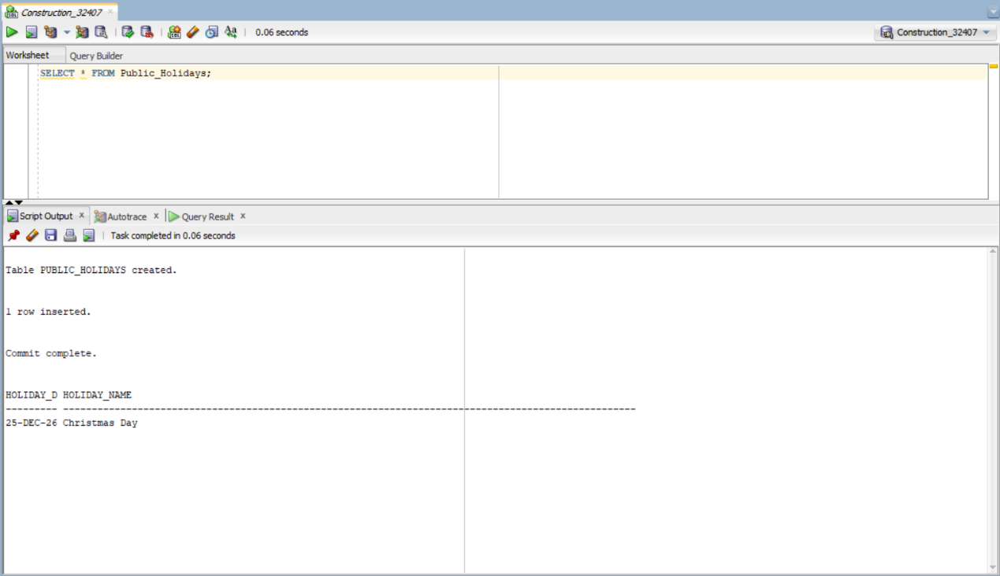 Construction_32407
0.06 seconds
Construction_32407
Worksheet Query Builder
SELECT * FROM Public_Holidays;
Script Output x Autotrace x Query Result x
Task completed in 0.06 seconds
Table PUBLIC_HOLIDAYS created.
1 row inserted.
Commit complete.
HOLIDAY_D HOLIDAY_NAME
--------- ----------------------------------------------------------------------------------------------------
25-DEC-26 Christmas Day